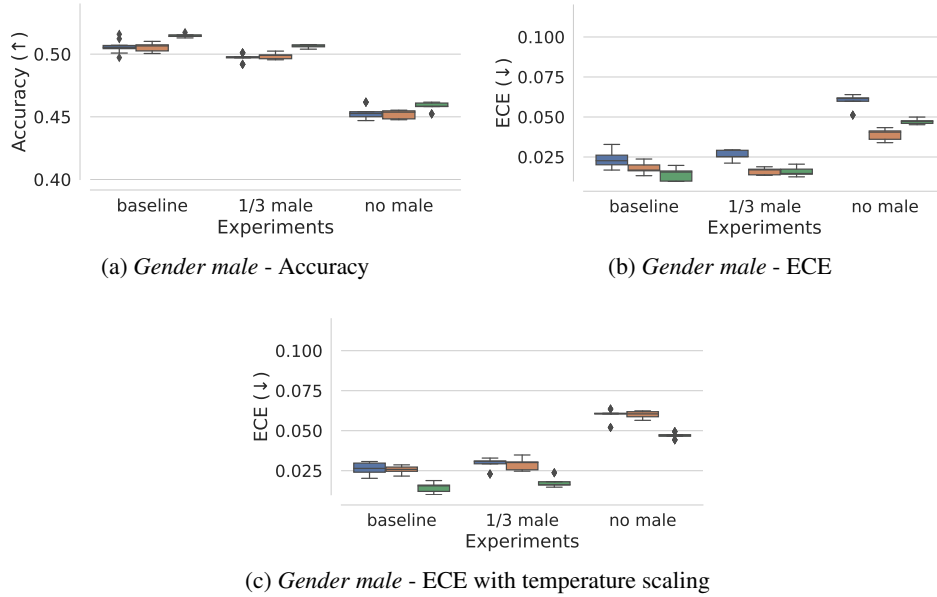 Accuracy (↑)
0.50
0.45
0.40
baseline 1/3 male no male
Experiments
(a) Gender male - Accuracy
ECE (↓)
0.100
0.075
0.050
0.025
baseline 1/3 male no male
Experiments
(b) Gender male - ECE
ECE (↓)
0.100
0.075
0.050
0.025
baseline 1/3 male no male
Experiments
(c) Gender male - ECE with temperature scaling